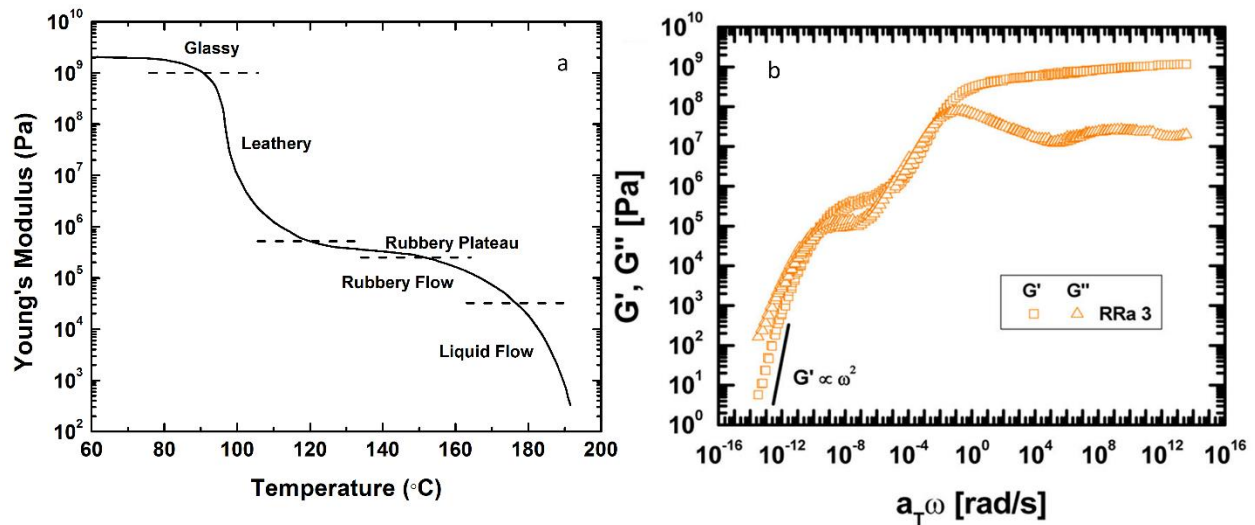 a
Glassy
Leathery
Rubbery Plateau
Rubbery Flow
Liquid Flow
Young's Modulus (Pa)
10^10
10^9
10^8
10^7
10^6
10^5
10^4
10^3
10^2
60 80 100 120 140 160 180 200
Temperature (◦C)
b
G', G" [Pa]
10^10
10^9
10^8
10^7
10^6
10^5
10^4
10^3
10^2
10^1
10^0
G' G"
RRa 3
G' ∝ ω^2
10^-16 10^-12 10^-8 10^-4 10^0 10^4 10^8 10^12 10^16
a_Tω [rad/s]